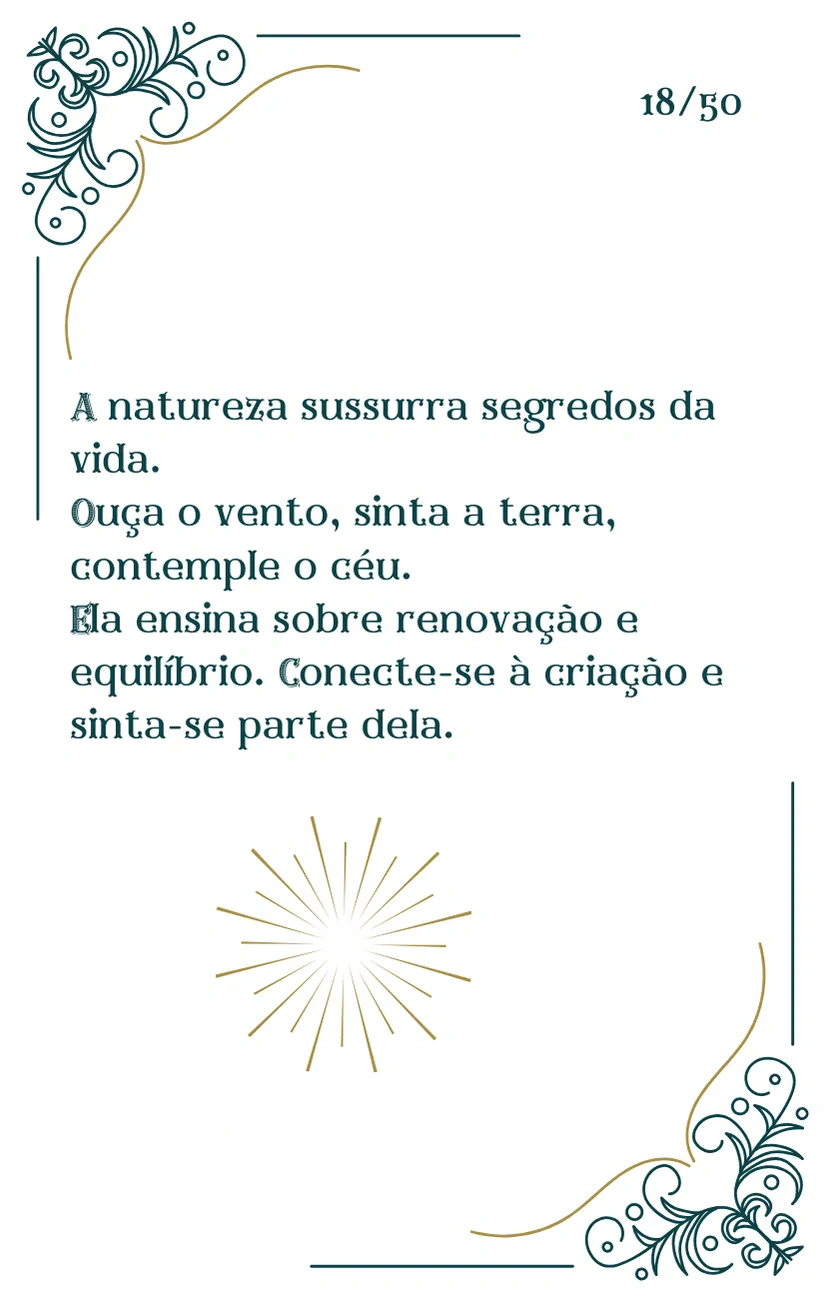 18/50
A natureza sussurra segredos da
vida.
Ouça o vento, sinta a terra,
contemple o céu.
Ela ensina sobre renovação e
equilíbrio. Conecte-se à criação e
sinta-se parte dela.